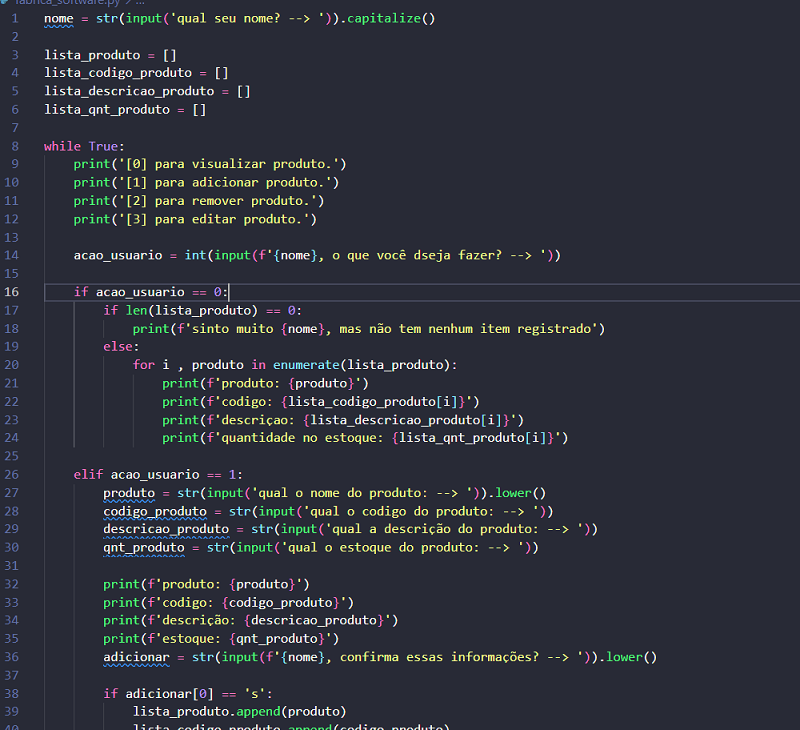 fabrica_software.py > ...
1 nome = str(input('qual seu nome? --> ')).capitalize()
2
3 lista_produto = []
4 lista_codigo_produto = []
5 lista_descricao_produto = []
6 lista_qnt_produto = []
7
8 while True:
9 print('[0] para visualizar produto.')
10 print('[1] para adicionar produto.')
11 print('[2] para remover produto.')
12 print('[3] para editar produto.')
13
14 acao_usuario = int(input(f'{nome}, o que você dseja fazer? --> '))
15
16 if acao_usuario == 0:
17 if len(lista_produto) == 0:
18 print(f'sinto muito {nome}, mas não tem nenhum item registrado')
19 else:
20 for i , produto in enumerate(lista_produto):
21 print(f'produto: {produto}')
22 print(f'codigo: {lista_codigo_produto[i]}')
23 print(f'descriçao: {lista_descricao_produto[i]}')
24 print(f'quantidade no estoque: {lista_qnt_produto[i]}')
25
26 elif acao_usuario == 1:
27 produto = str(input('qual o nome do produto: --> ')).lower()
28 codigo_produto = str(input('qual o codigo do produto: --> '))
29 descricao_produto = str(input('qual a descrição do produto: --> '))
30 qnt_produto = str(input('qual o estoque do produto: --> '))
31
32 print(f'produto: {produto}')
33 print(f'codigo: {codigo_produto}')
34 print(f'descrição: {descricao_produto}')
35 print(f'estoque: {qnt_produto}')
36 adicionar = str(input(f'{nome}, confirma essas informações? --> ')).lower()
37
38 if adicionar[0] == 's':
39 lista_produto.append(produto)
40 lista_codigo_produto.append(codigo_produto)